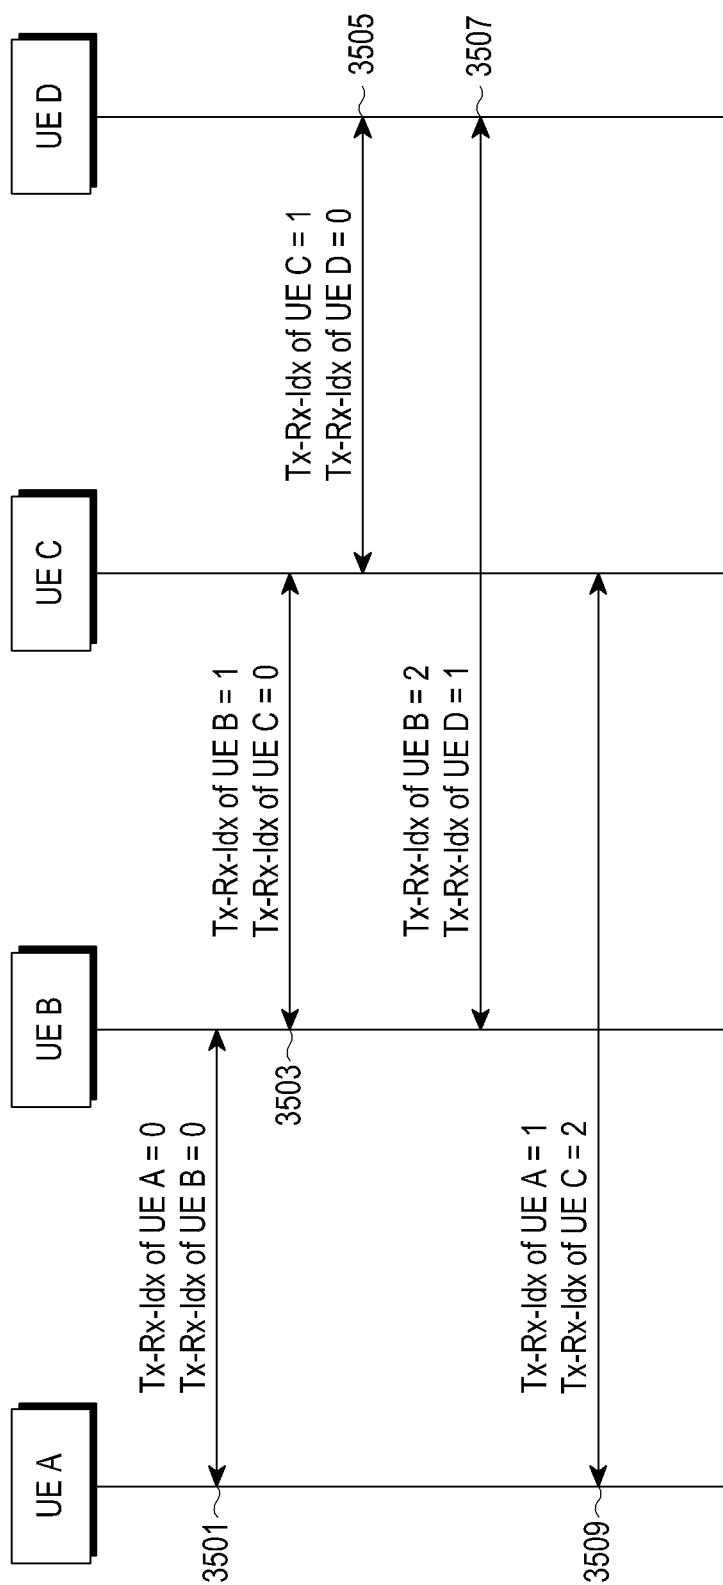 UE A
UE B
UE C
UE D
Tx-Rx-Idx of UE A = 0
Tx-Rx-Idx of UE B = 0
3501
Tx-Rx-Idx of UE B = 1
Tx-Rx-Idx of UE C = 0
3503
Tx-Rx-Idx of UE C = 1
Tx-Rx-Idx of UE D = 0
3505
Tx-Rx-Idx of UE B = 2
Tx-Rx-Idx of UE D = 1
3507
Tx-Rx-Idx of UE A = 1
Tx-Rx-Idx of UE C = 2
3509